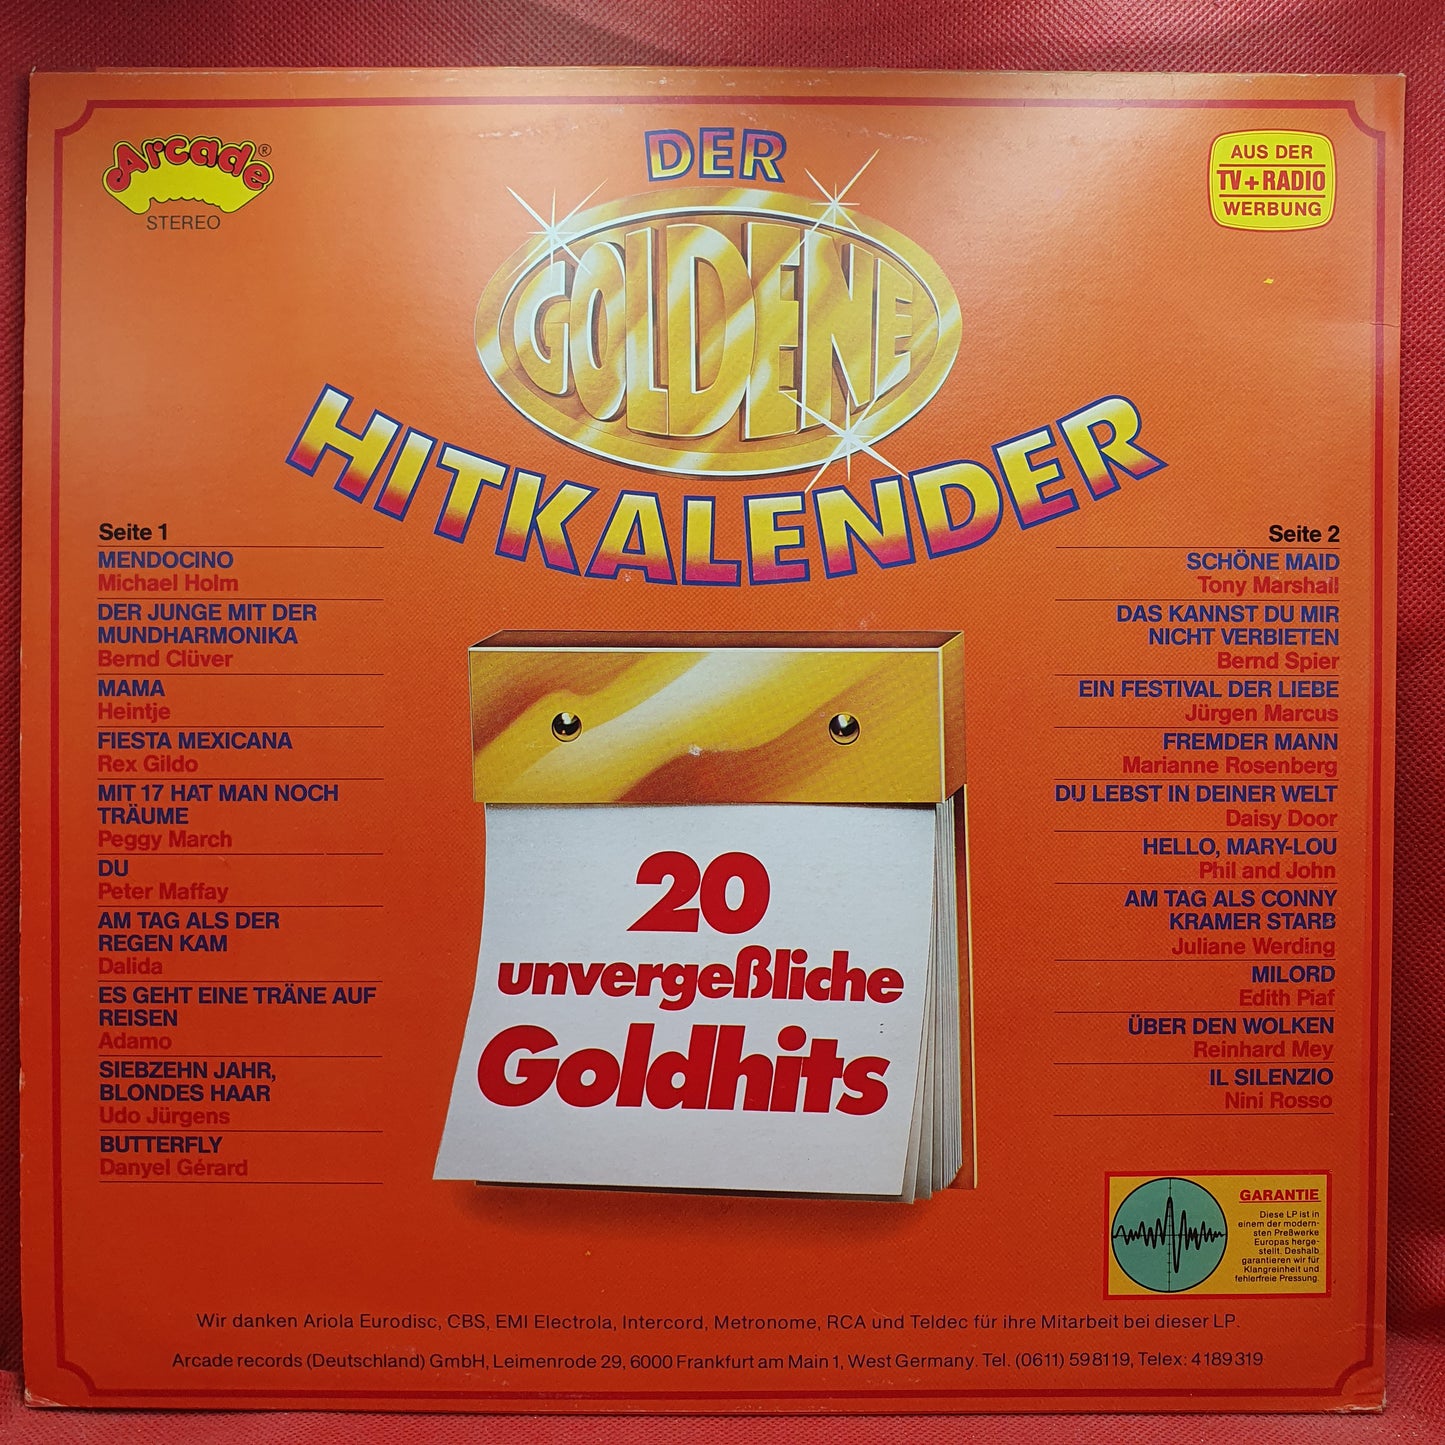 Arcade®
STEREO
DER
GOLDENE
HITKALENDER
AUS DER
TV+RADIO
WERBUNG
Seite 1
MENDOCINO
Michael Holm
DER JUNGE MIT DER
MUNDHARMONIKA
Bernd Clüver
MAMA
Heintje
FIESTA MEXICANA
Rex Gildo
MIT 17 HAT MAN NOCH
TRÄUME
Peggy March
DU
Peter Maffay
AM TAG ALS DER
REGEN KAM
Dalida
ES GEHT EINE TRÄNE AUF
REISEN
Adamo
SIEBZEHN JAHR,
BLONDES HAAR
Udo Jürgens
BUTTERFLY
Danyel Gérard
20
unvergeßliche
Goldhits
Seite 2
SCHÖNE MAID
Tony Marshall
DAS KANNST DU MIR
NICHT VERBIETEN
Bernd Spier
EIN FESTIVAL DER LIEBE
Jürgen Marcus
FREMDER MANN
Marianne Rosenberg
DU LEBST IN DEINER WELT
Daisy Door
HELLO, MARY-LOU
Phil and John
AM TAG ALS CONNY
KRAMER STARB
Juliane Werding
MILORD
Edith Piaf
ÜBER DEN WOLKEN
Reinhard Mey
IL SILENZIO
Nini Rosso
GARANTIE
Diese LP ist in
einem der modern-
sten Preßwerke
Europas herge-
stellt. Deshalb
garantieren wir für
Klangreinheit und
fehlerfreie Pressung.
Wir danken Ariola Eurodisc, CBS, EMI Electrola, Intercord, Metronome, RCA und Teldec für ihre Mitarbeit bei dieser LP.
Arcade records (Deutschland) GmbH, Leimenrode 29, 6000 Frankfurt am Main 1, West Germany. Tel. (0611) 598119, Telex: 4189319